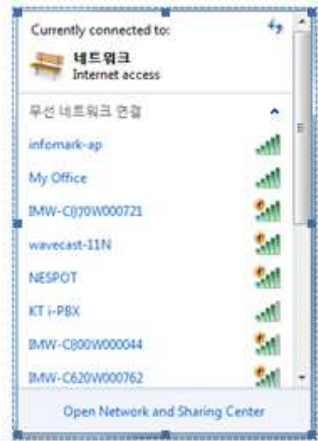 Currently connected to:
네트워크
Internet access
무선 네트워크 연결
infomark-ap
My Office
IMW-C970W000721
wavecast-11N
NESPOT
KT i-PBX
IMW-C800W000044
IMW-C620W000762
Open Network and Sharing Center